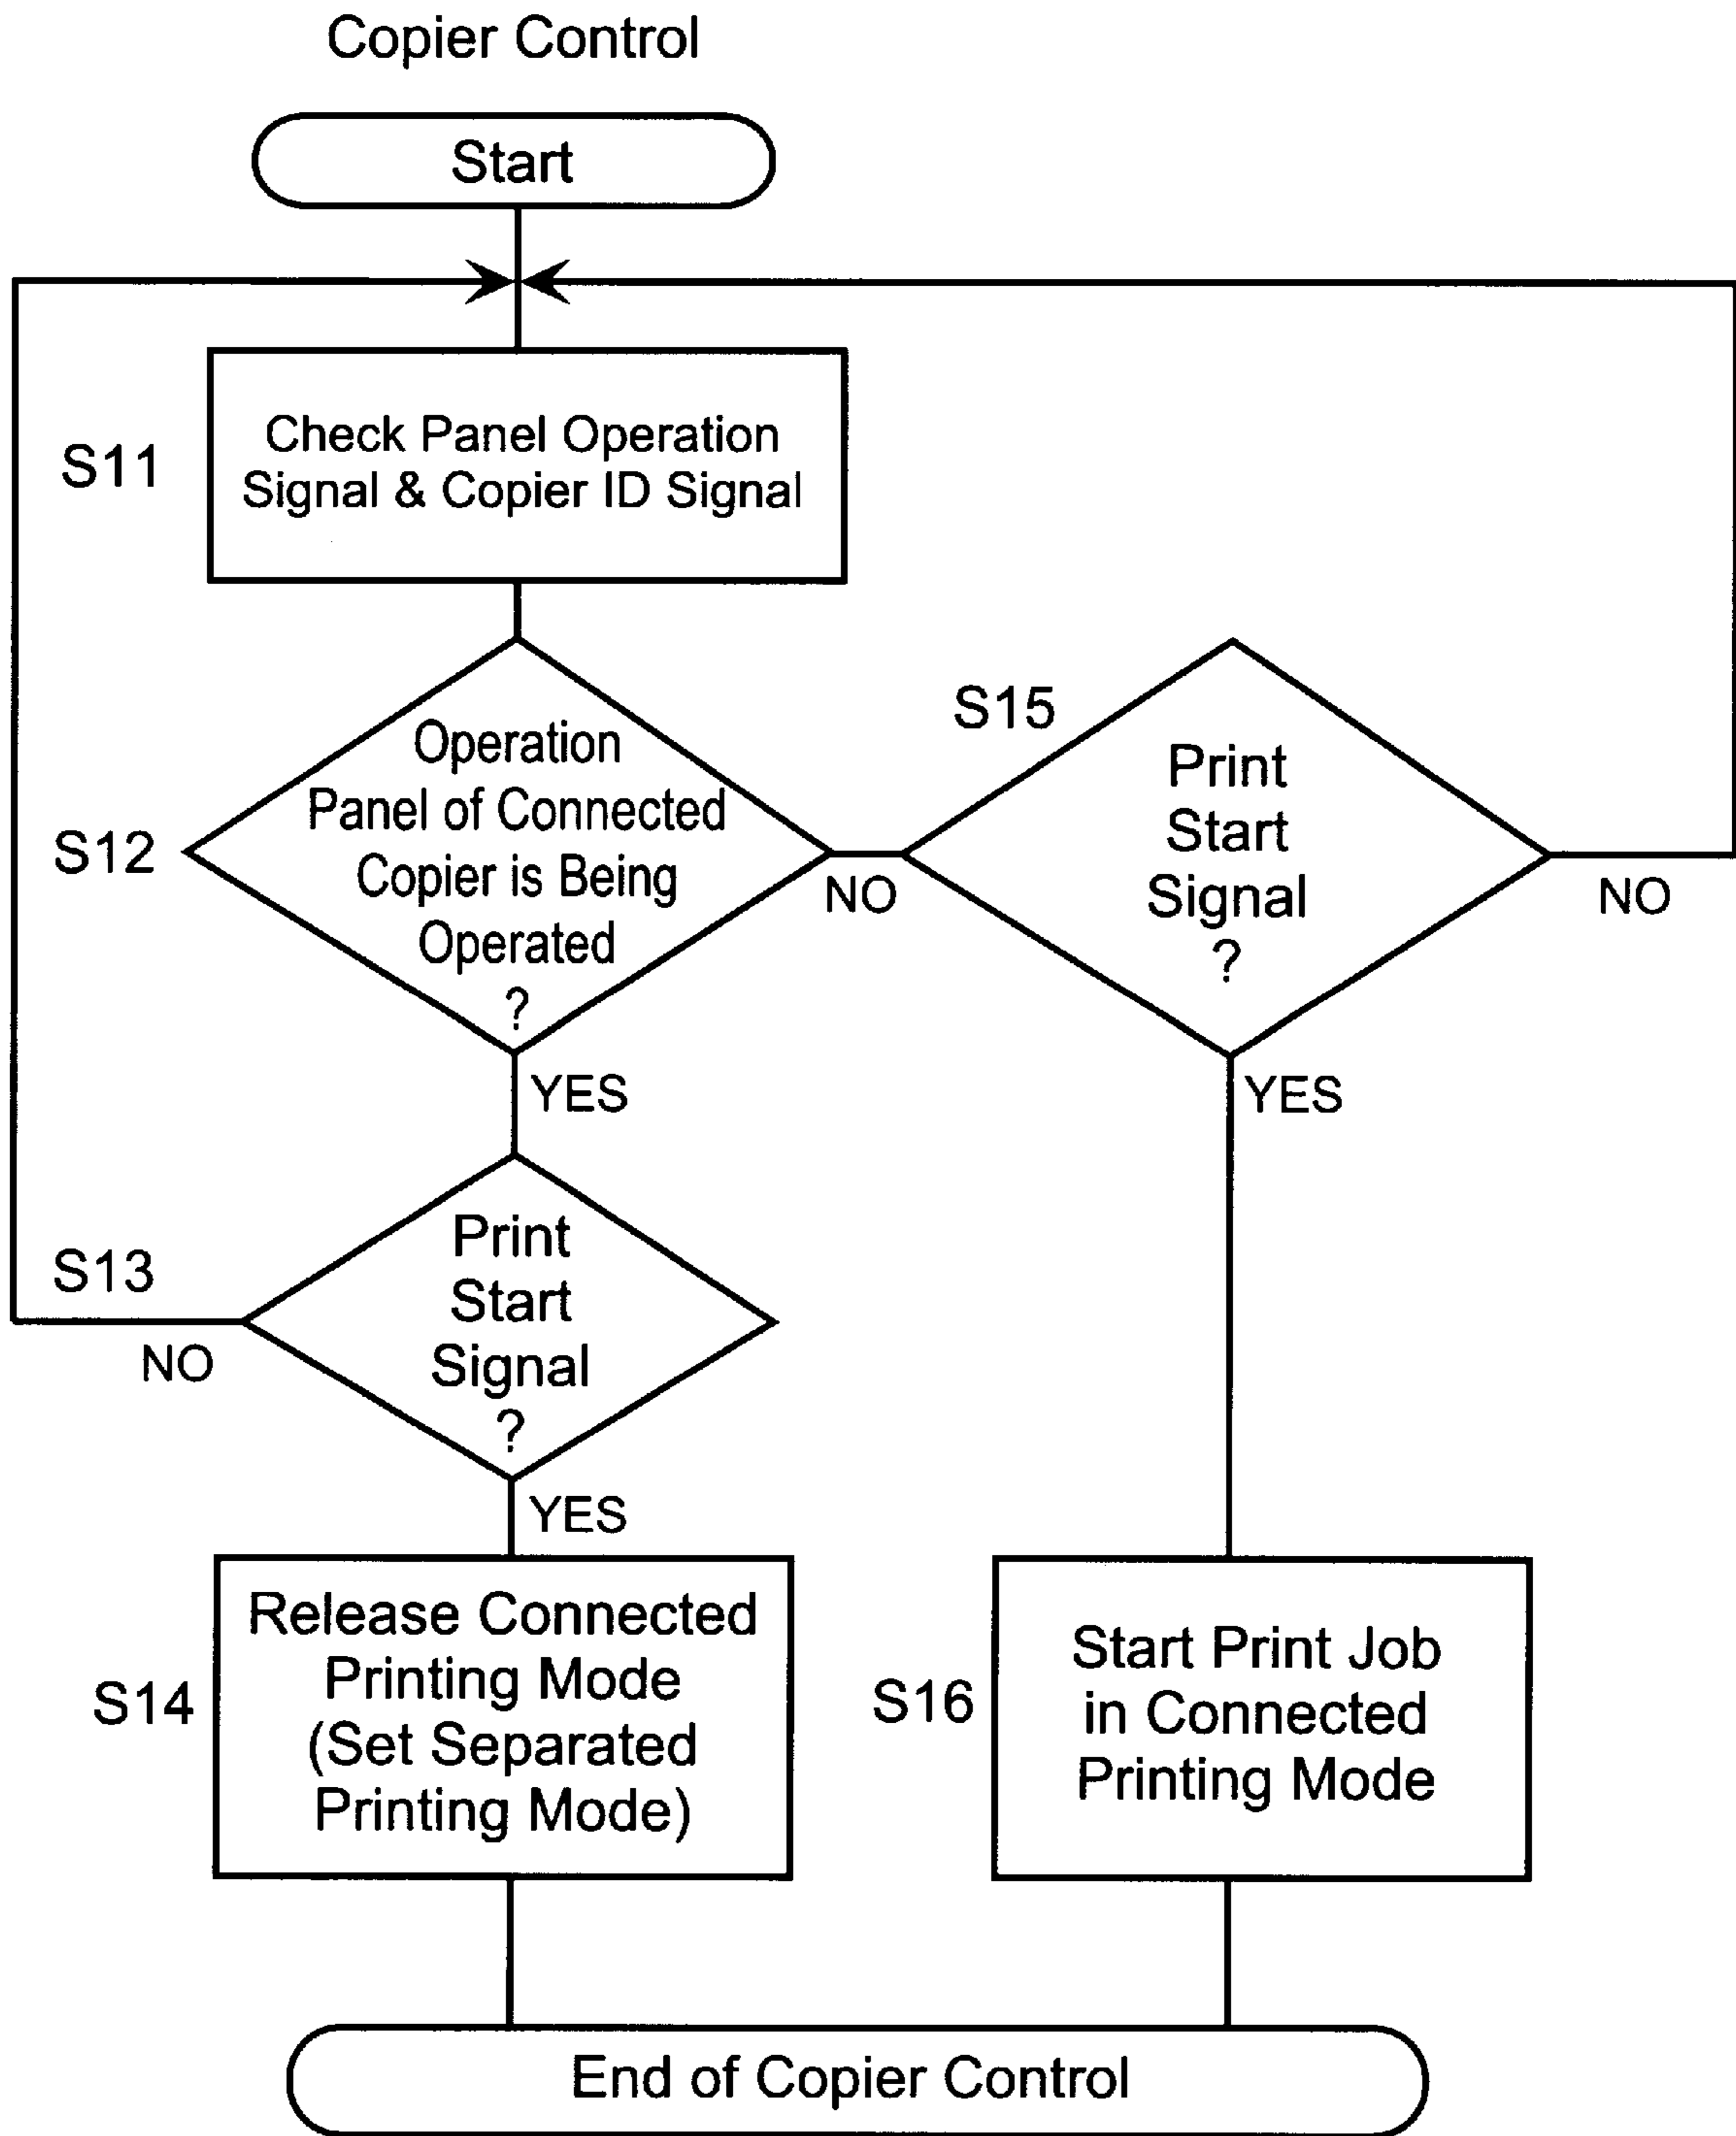 Copier Control
Start
S11
Check Panel Operation
Signal & Copier ID Signal
S12
Operation
Panel of Connected
Copier is Being
Operated
?
NO
YES
S15
Print
Start
Signal
?
NO
YES
S13
Print
Start
Signal
?
NO
YES
S14
Release Connected
Printing Mode
(Set Separated
Printing Mode)
S16
Start Print Job
in Connected
Printing Mode
End of Copier Control